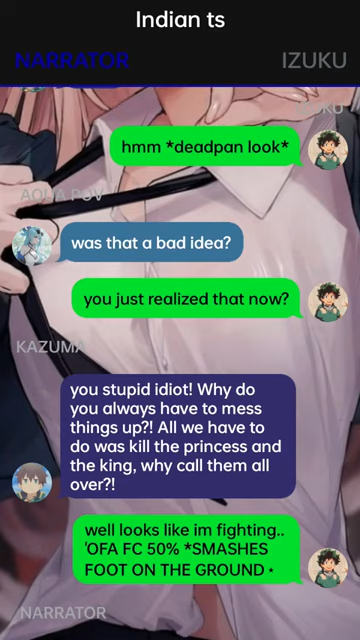 Indian ts
NARRATOR
IZUKU
hmm *deadpan look*
AQUA POV
was that a bad idea?
you just realized that now?
KAZUMA
you stupid idiot! Why do
you always have to mess
things up?! All we have to
do was kill the princess and
the king, why call them all
over?!
well looks like im fighting..
'OFA FC 50% *SMASHES
FOOT ON THE GROUND *
NARRATOR